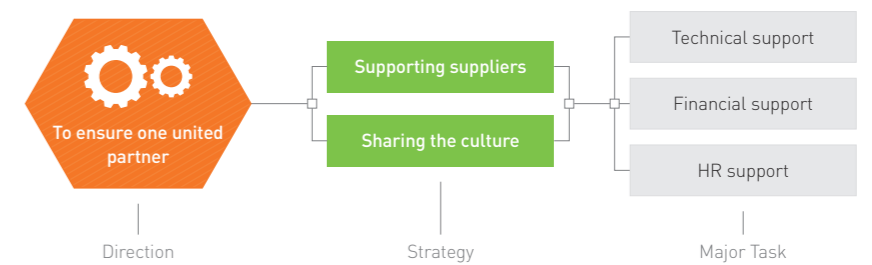 To ensure one united
partner
Supporting suppliers
Sharing the culture
Technical support
Financial support
HR support
Direction
Strategy
Major Task